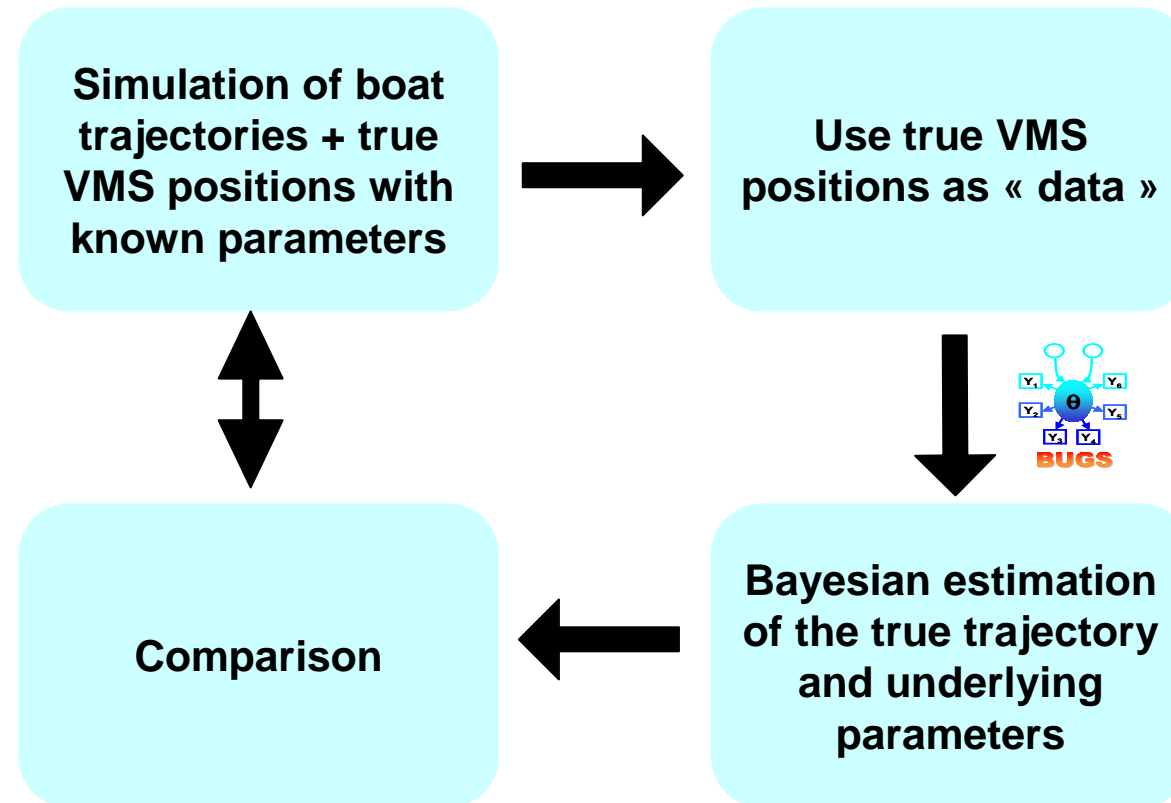 Simulation of boat
trajectories + true
VMS positions with
known parameters
Use true VMS
positions as « data »
Y₁
Y₆
θ
Y₂
Y₅
Y₃
Y₄
BUGS
Comparison
Bayesian estimation
of the true trajectory
and underlying
parameters